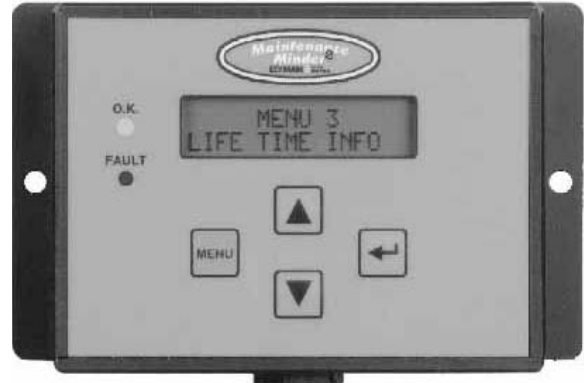 Maintenance
Minder
O.K.
MENU 3
LIFE TIME INFO
FAULT
MENU